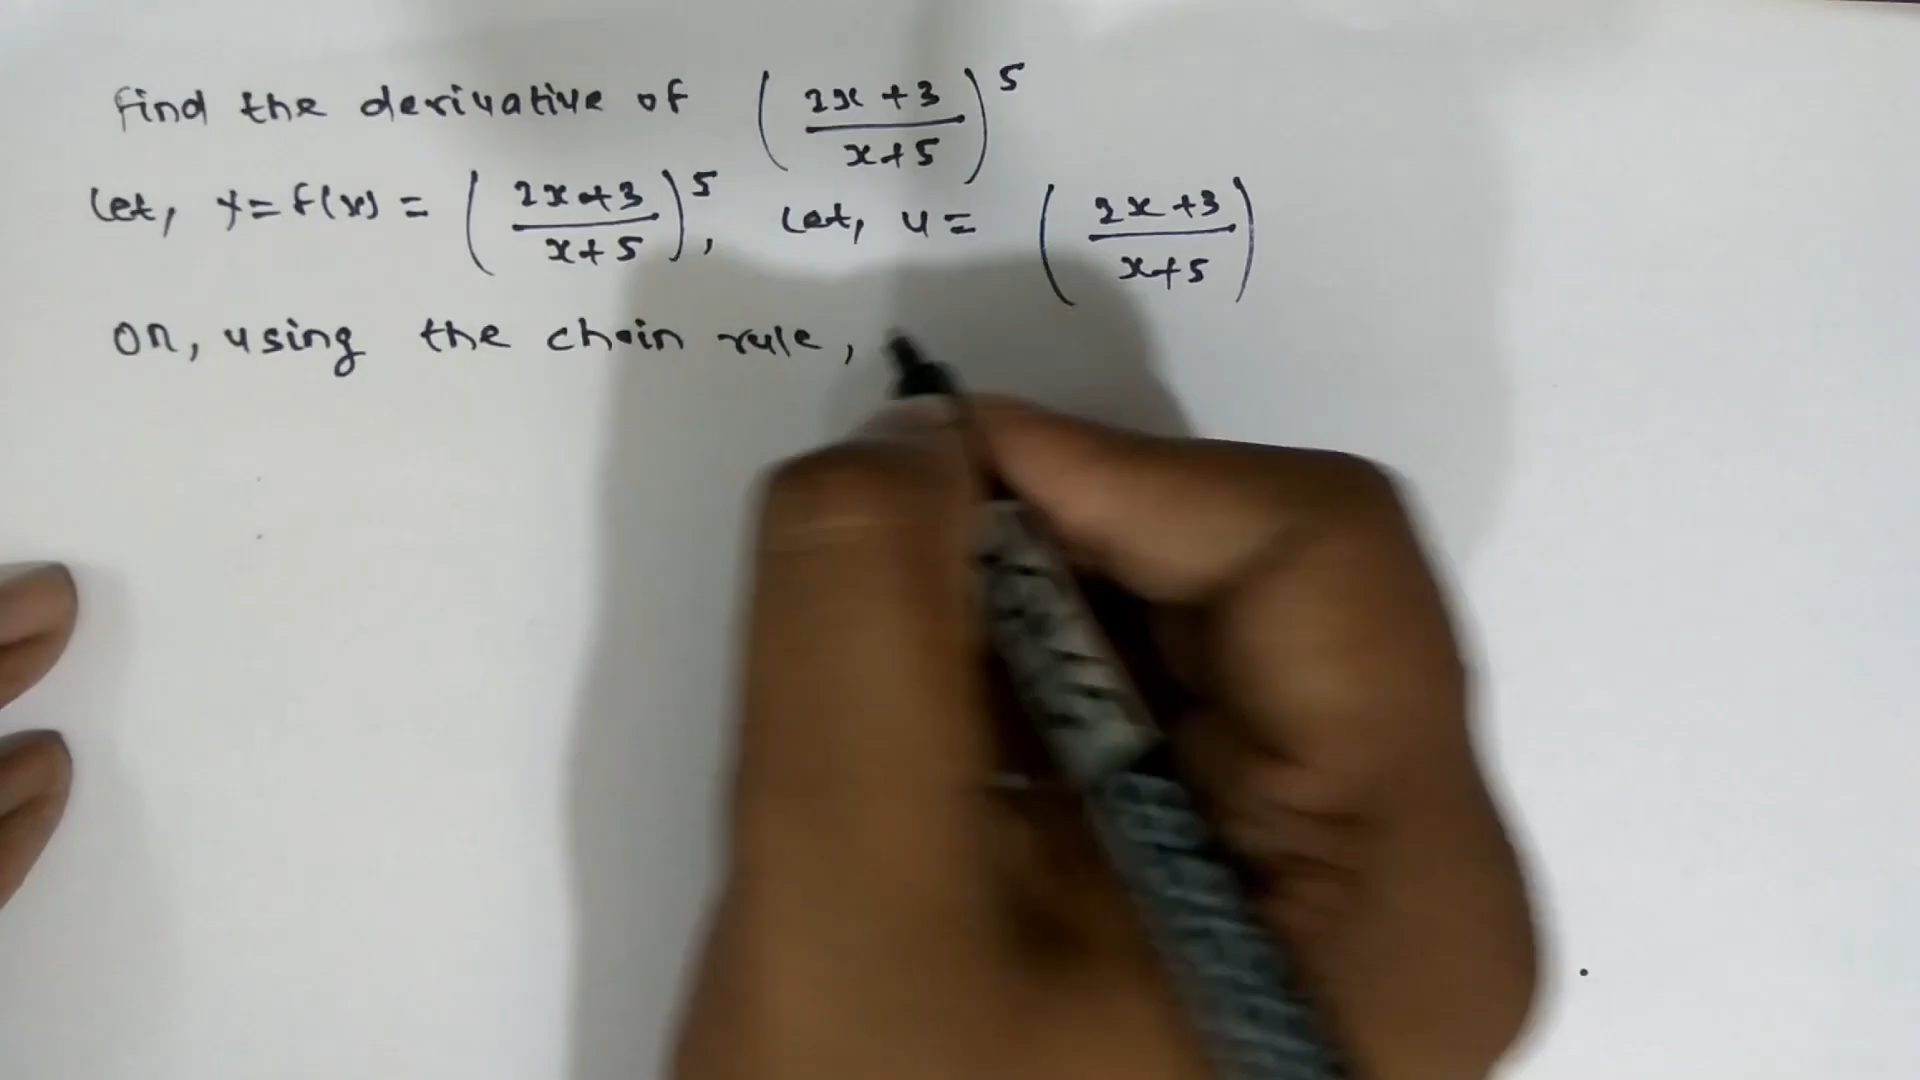 Find the derivative of (2x+3/x+5)^5
Let, y=f(x) = (2x+3/x+5)^5, Let, u = (2x+3/x+5)
On, using the chain rule,